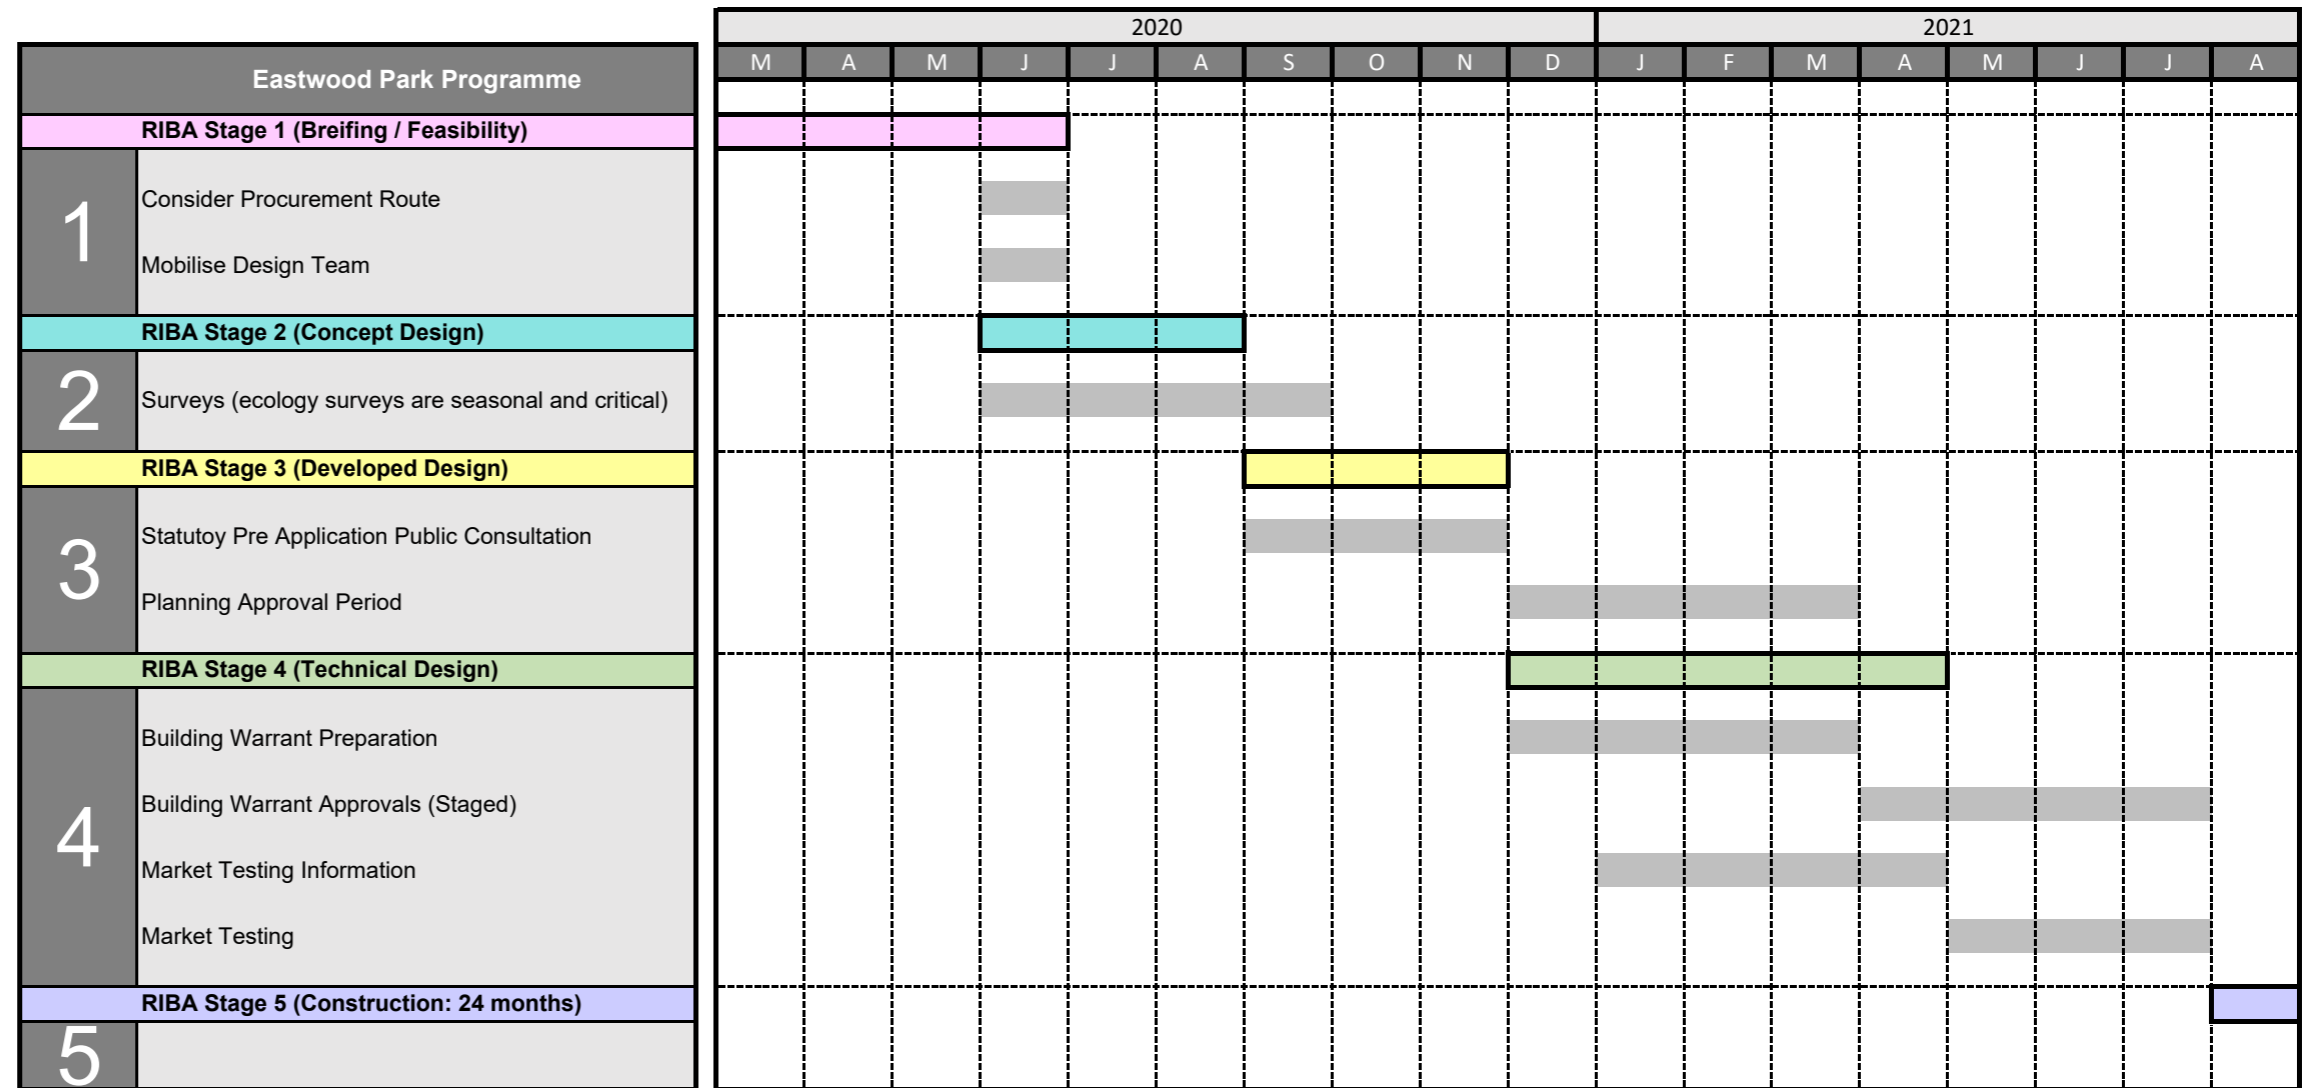 2020 2021
Eastwood Park Programme
M A M J J A S O N D J F M A M J J A
RIBA Stage 1 (Breifing / Feasibility)
1
Consider Procurement Route
Mobilise Design Team
RIBA Stage 2 (Concept Design)
2
Surveys (ecology surveys are seasonal and critical)
RIBA Stage 3 (Developed Design)
3
Statutoy Pre Application Public Consultation
Planning Approval Period
RIBA Stage 4 (Technical Design)
4
Building Warrant Preparation
Building Warrant Approvals (Staged)
Market Testing Information
Market Testing
RIBA Stage 5 (Construction: 24 months)
5